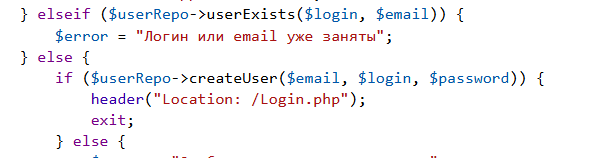 } elseif ($userRepo->userExists($login, $email)) {
$error = "Логин или email уже заняты";
} else {
if ($userRepo->createUser($email, $login, $password)) {
header("Location: /Login.php");
exit;
} else {